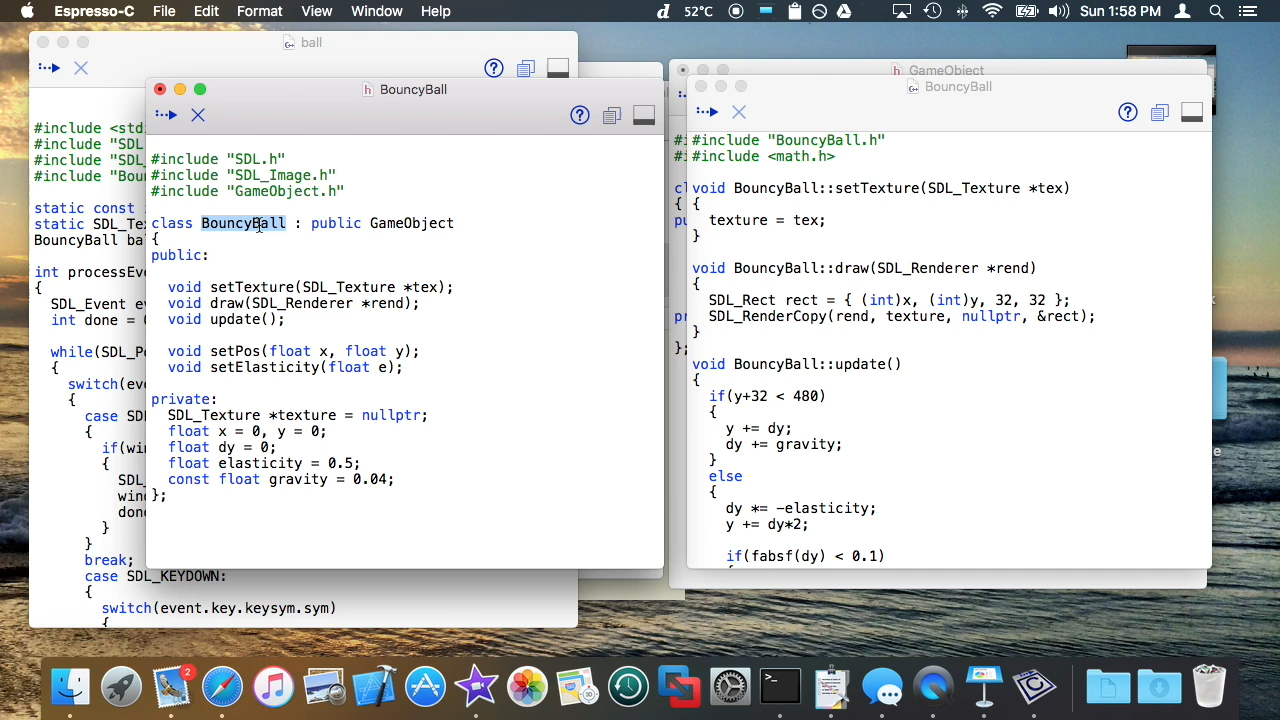 Espresso-C File Edit Format View Window Help d 52°C Sun 1:58 PM
ball
#include <std
#include "SDL
#include "SDL_
#include "Bou
static const
static SDL_Te
BouncyBall ba
int processEve
{
SDL_Event ev
int done = 0
while(SDL_Po
{
switch(eve
{
case SDL
{
if(win
{
SDL_
win
done
}
}
break;
case SDL_KEYDOWN:
{
switch(event.key.keysym.sym)
{
BouncyBall
#include "SDL.h"
#include "SDL_Image.h"
#include "GameObject.h"
class BouncyBall : public GameObject
{
public:
void setTexture(SDL_Texture *tex);
void draw(SDL_Renderer *rend);
void update();
void setPos(float x, float y);
void setElasticity(float e);
private:
SDL_Texture *texture = nullptr;
float x = 0, y = 0;
float dy = 0;
float elasticity = 0.5;
const float gravity = 0.04;
};
GameObject
#i
#i
cl
{
pu
pr
};
BouncyBall
#include "BouncyBall.h"
#include <math.h>
void BouncyBall::setTexture(SDL_Texture *tex)
{
texture = tex;
}
void BouncyBall::draw(SDL_Renderer *rend)
{
SDL_Rect rect = { (int)x, (int)y, 32, 32 };
SDL_RenderCopy(rend, texture, nullptr, &rect);
}
void BouncyBall::update()
{
if(y+32 < 480)
{
y += dy;
dy += gravity;
}
else
{
dy *= -elasticity;
y += dy*2;
if(fabsf(dy) < 0.1)
2